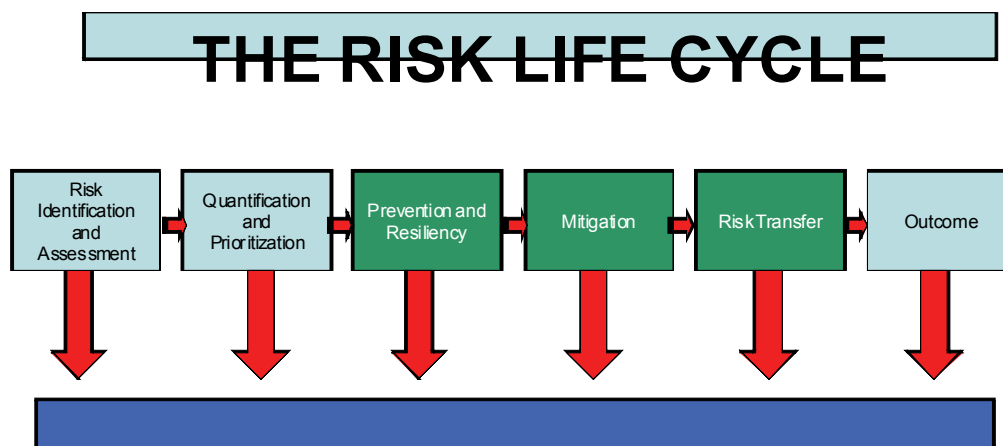 THE RISK LIFE CYCLE
Risk
Identification
and
Assessment
Quantification
and
Prioritization
Prevention and
Resiliency
Mitigation
Risk Transfer
Outcome